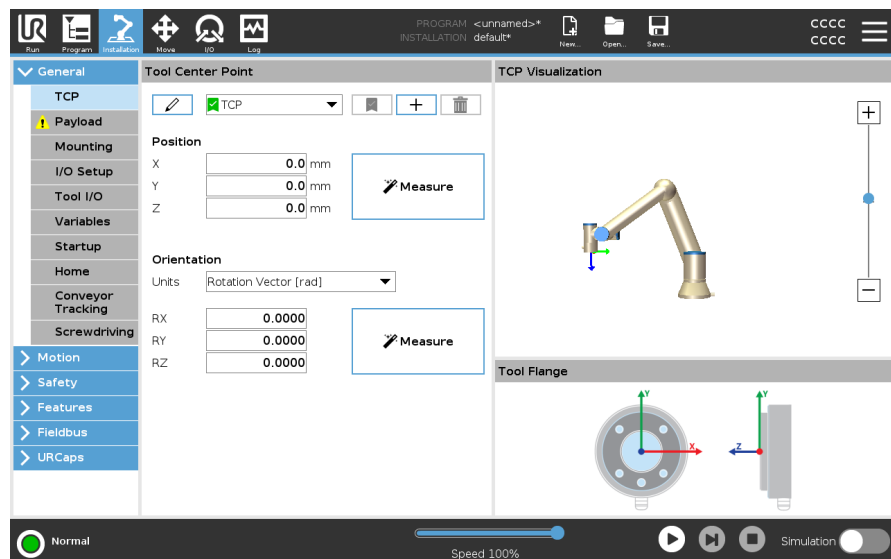 PROGRAM <unnamed>*
INSTALLATION default*
CCCC
CCCC
Run Program Installation Move I/O Log New... Open... Save...
General
TCP
Payload
Mounting
I/O Setup
Tool I/O
Variables
Startup
Home
Conveyor
Tracking
Screwdriving
Motion
Safety
Features
Fieldbus
URCaps
Tool Center Point
TCP
Position
X 0.0 mm
Y 0.0 mm
Z 0.0 mm
Measure
Orientation
Units Rotation Vector [rad]
RX 0.0000
RY 0.0000
RZ 0.0000
Measure
TCP Visualization
Tool Flange
Y
X
Y
Z
Normal
Speed 100%
Simulation